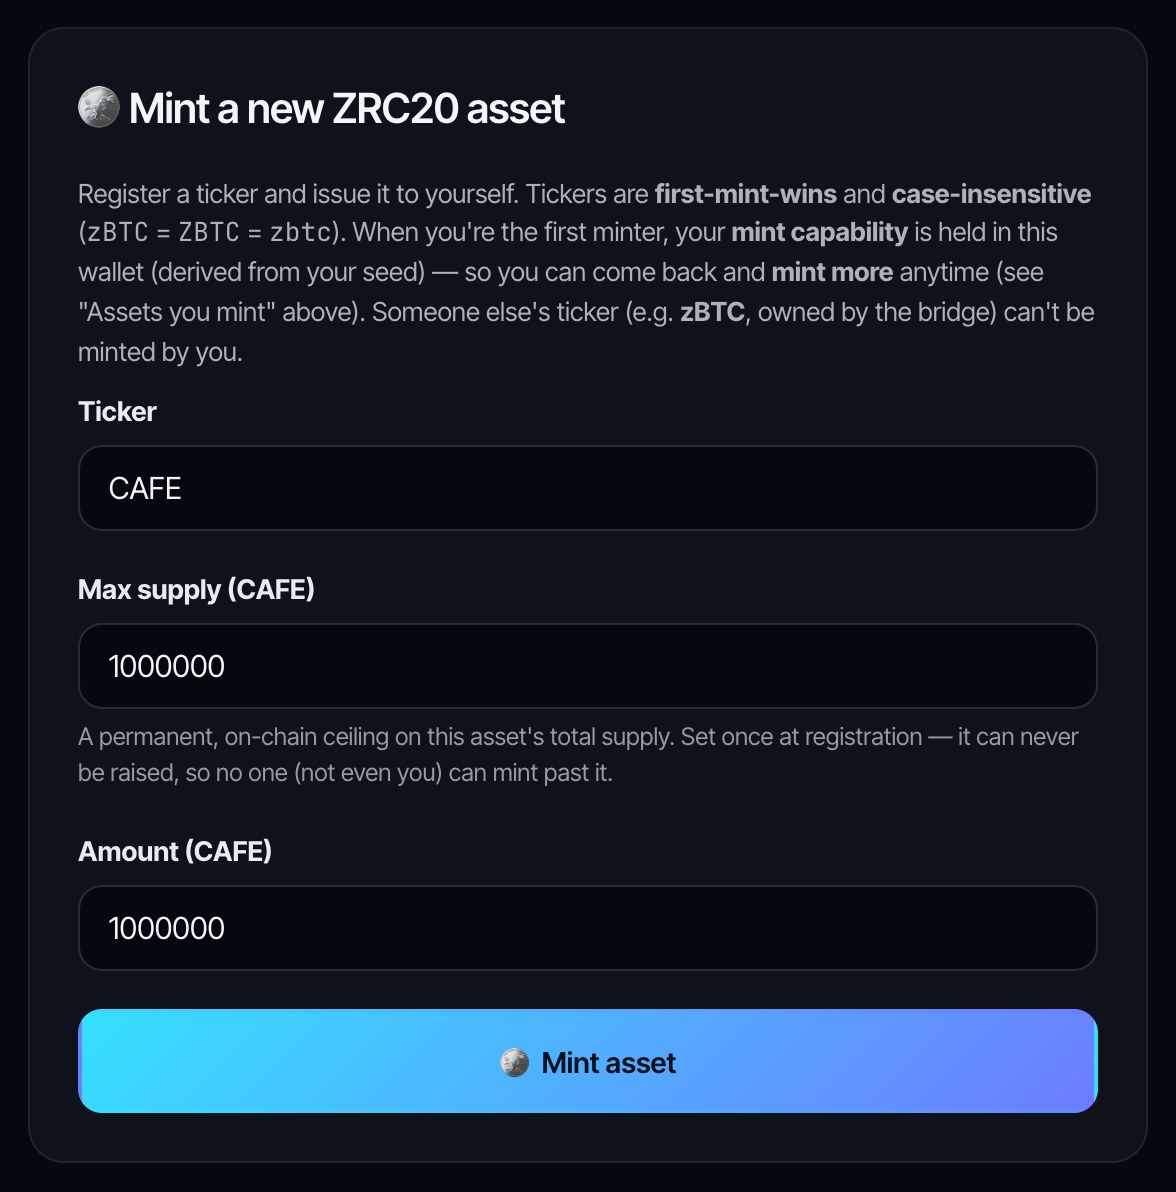 Mint a new ZRC20 asset
Register a ticker and issue it to yourself. Tickers are first-mint-wins and case-insensitive
(zBTC = ZBTC = zbtc). When you're the first minter, your mint capability is held in this
wallet (derived from your seed) — so you can come back and mint more anytime (see
"Assets you mint" above). Someone else's ticker (e.g. zBTC, owned by the bridge) can't be
minted by you.
Ticker
CAFE
Max supply (CAFE)
1000000
A permanent, on-chain ceiling on this asset's total supply. Set once at registration — it can never
be raised, so no one (not even you) can mint past it.
Amount (CAFE)
1000000
Mint asset